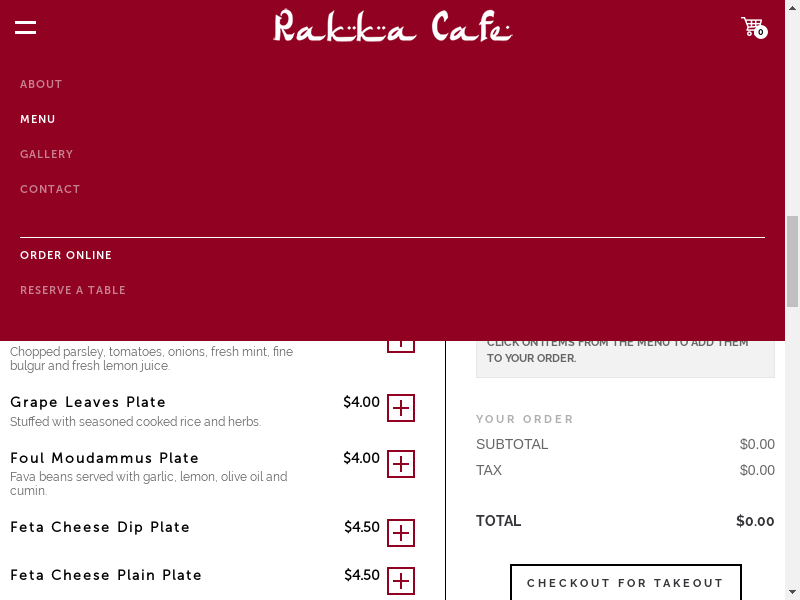 Rakka Cafe
0
ABOUT
MENU
GALLERY
CONTACT
ORDER ONLINE
RESERVE A TABLE
Chopped parsley, tomatoes, onions, fresh mint, fine
bulgur and fresh lemon juice.
Grape Leaves Plate $4.00
Stuffed with seasoned cooked rice and herbs.
Foul Moudammus Plate $4.00
Fava beans served with garlic, lemon, olive oil and
cumin.
Feta Cheese Dip Plate $4.50
Feta Cheese Plain Plate $4.50
CLICK ON ITEMS FROM THE MENU TO ADD THEM
TO YOUR ORDER.
YOUR ORDER
SUBTOTAL $0.00
TAX $0.00
TOTAL $0.00
CHECKOUT FOR TAKEOUT